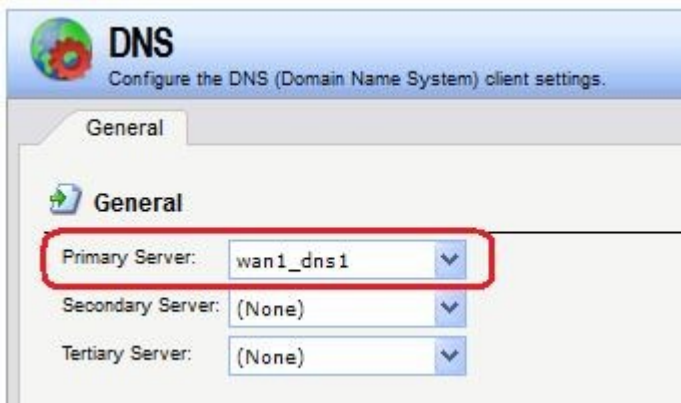 DNS
Configure the DNS (Domain Name System) client settings.
General
General
Primary Server: wan1_dns1
Secondary Server: (None)
Tertiary Server: (None)